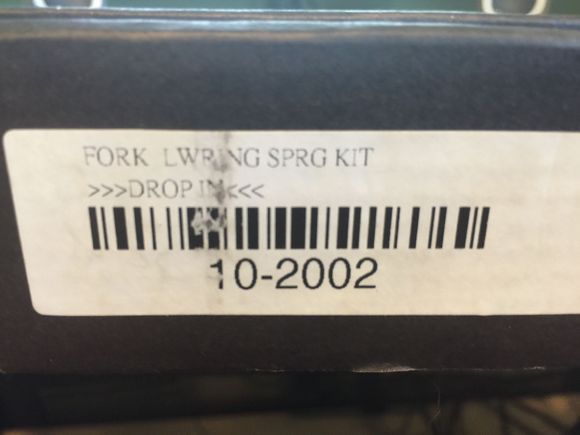 FORK LWRING SPRG KIT
>>>DROP IN<<<
10-2002